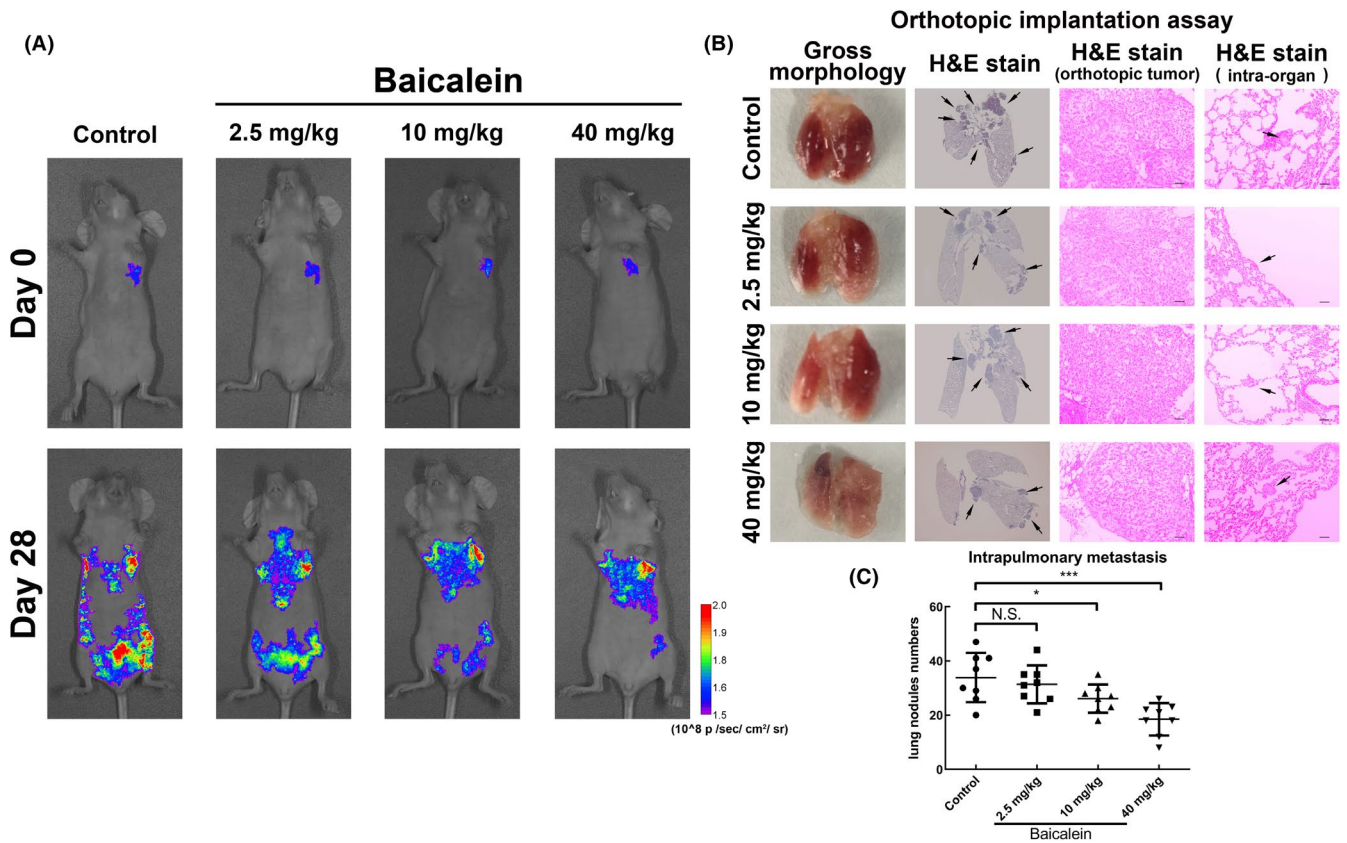 (A)
Baicalein
Control
2.5 mg/kg
10 mg/kg
40 mg/kg
Day 0
Day 28
2.0
1.9
1.8
1.6
1.5
(10^8 p /sec/ cm²/ sr)
Orthotopic implantation assay
(B)
Gross
morphology
H&E stain
H&E stain
(orthotopic tumor)
H&E stain
( intra-organ )
Control
2.5 mg/kg
10 mg/kg
40 mg/kg
(C)
Intrapulmonary metastasis
***
*
N.S.
lung nodules numbers
60
40
20
0
Control
2.5 mg/kg
10 mg/kg
40 mg/kg
Baicalein